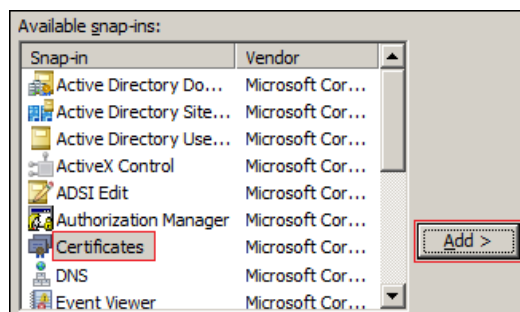 Available snap-ins:
Snap-in Vendor
Active Directory Do... Microsoft Cor...
Active Directory Site... Microsoft Cor...
Active Directory Use... Microsoft Cor...
ActiveX Control Microsoft Cor...
ADSI Edit Microsoft Cor...
Authorization Manager Microsoft Cor...
Certificates Microsoft Cor...
Add >
DNS Microsoft Cor...
Event Viewer Microsoft Cor...